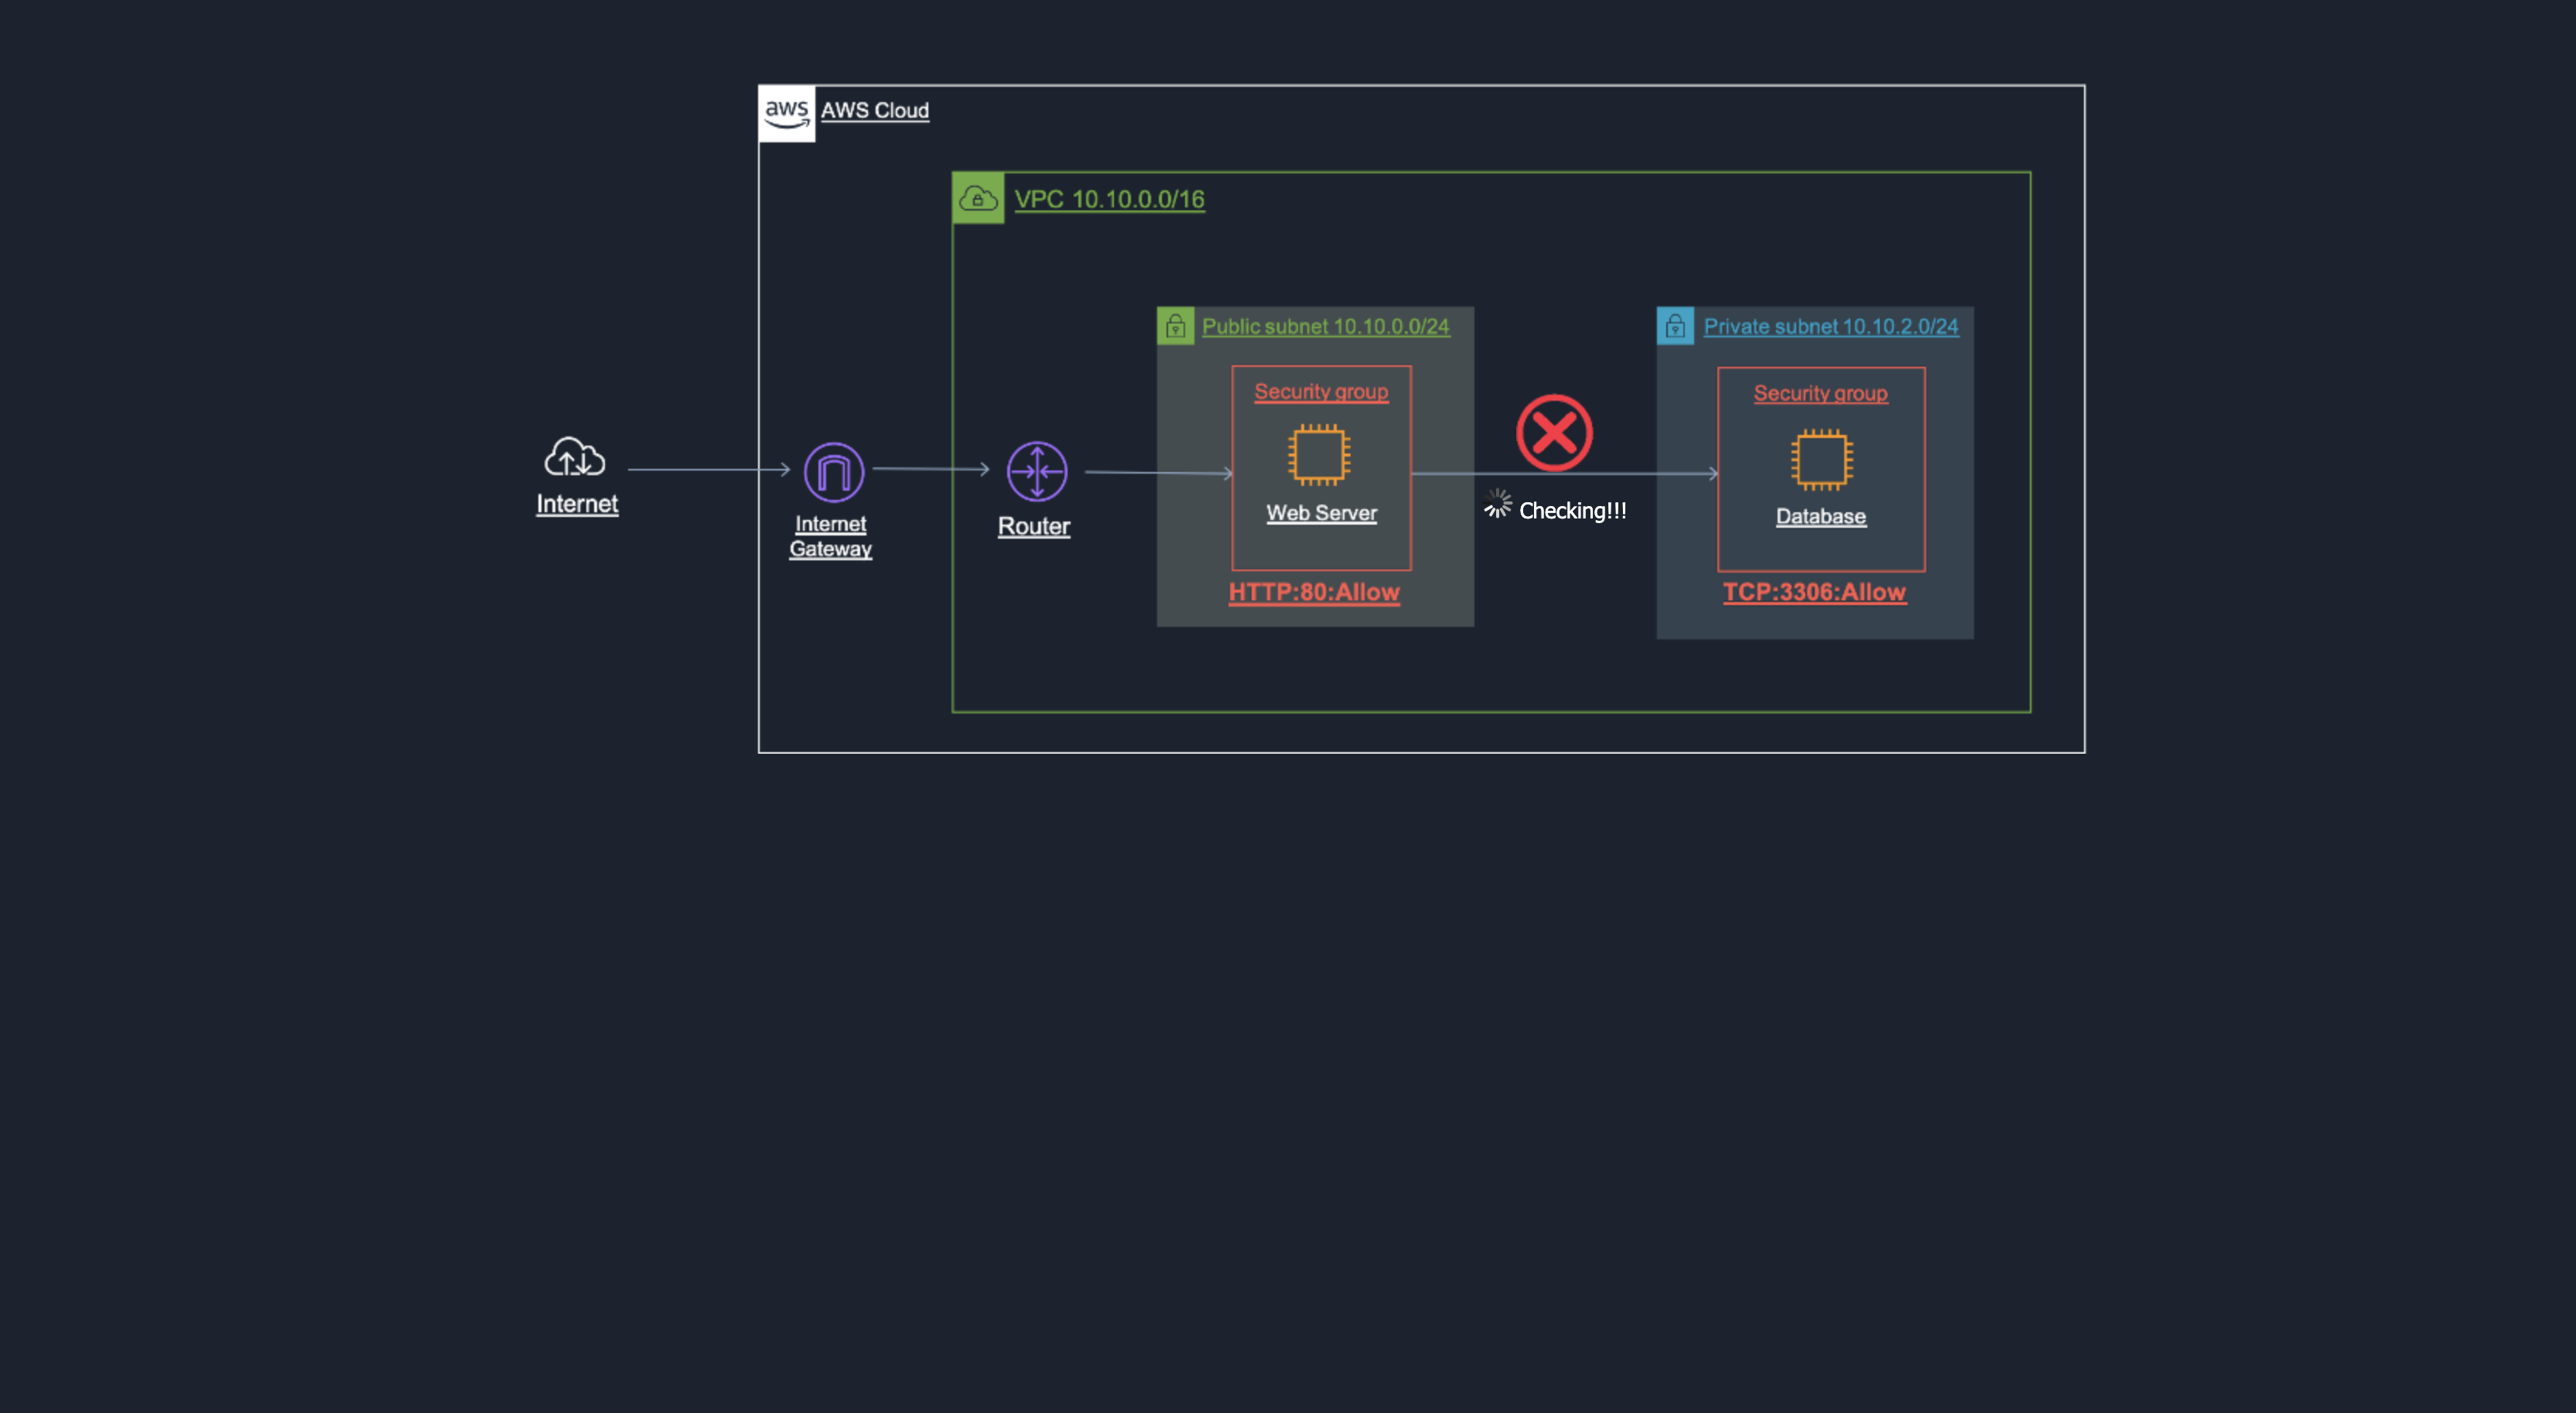 aws
AWS Cloud
VPC 10.10.0.0/16
Public subnet 10.10.0.0/24
Private subnet 10.10.2.0/24
Security group
Security group
Internet
Internet
Gateway
Router
Web Server
Checking!!!
Database
HTTP:80:Allow
TCP:3306:Allow